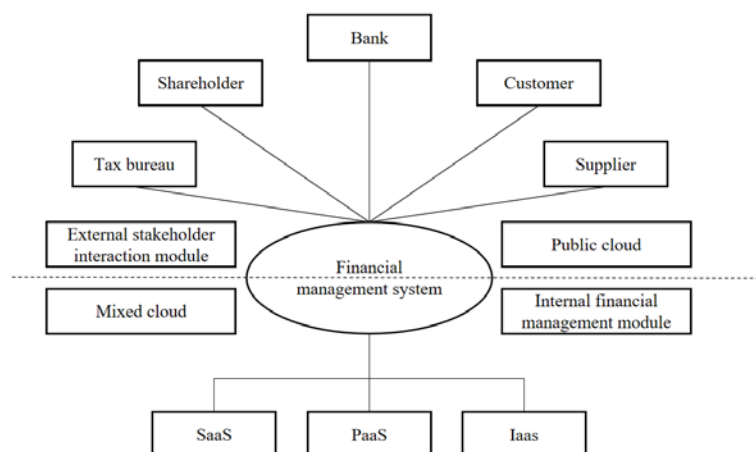 Bank
Shareholder
Customer
Tax bureau
Supplier
External stakeholder
interaction module
Public cloud
Financial
management system
Mixed cloud
Internal financial
management module
SaaS
PaaS
Iaas